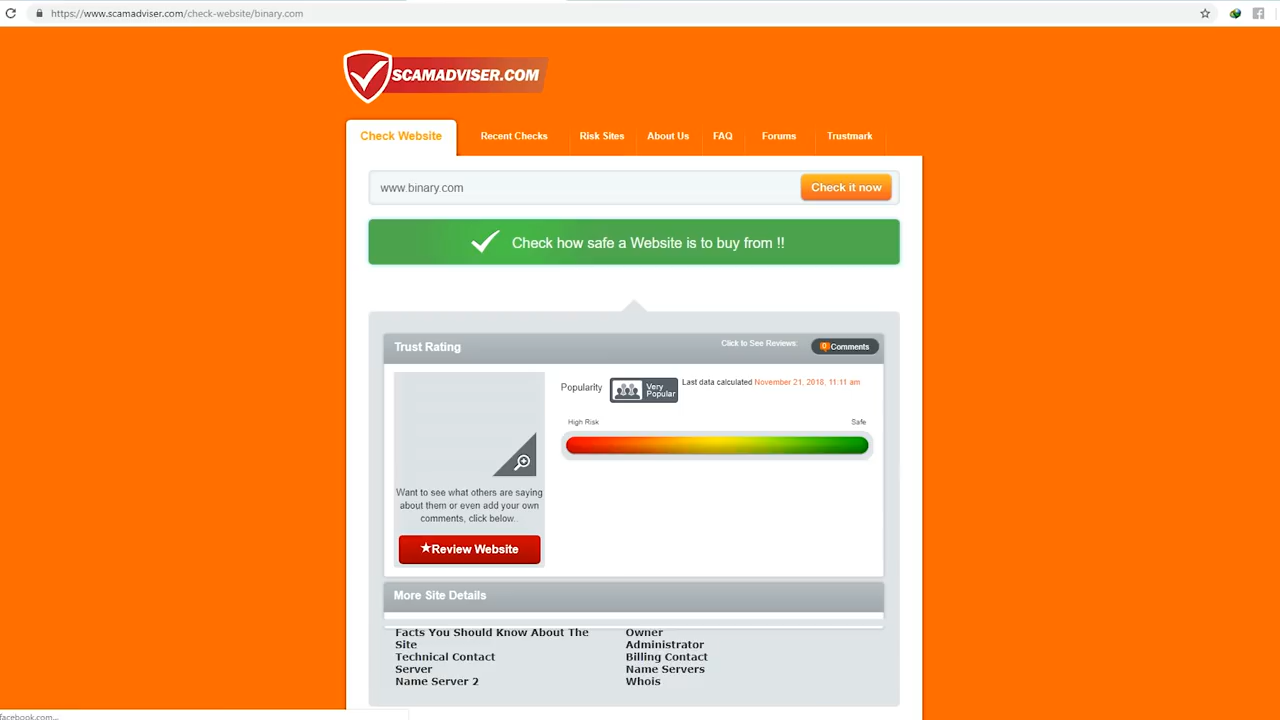 https://www.scamadviser.com/check-website/binary.com
SCAMADVISER.COM
Check Website
Recent Checks
Risk Sites
About Us
FAQ
Forums
Trustmark
www.binary.com
Check it now
Check how safe a Website is to buy from !!
Trust Rating
Click to See Reviews:
0 Comments
Popularity
Very
Popular
Last data calculated November 21, 2018, 11:11 am
High Risk
Safe
Want to see what others are saying
about them or even add your own
comments, click below..
Review Website
More Site Details
Facts You Should Know About The
Site
Technical Contact
Server
Name Server 2
Owner
Administrator
Billing Contact
Name Servers
Whois
facebook.com...